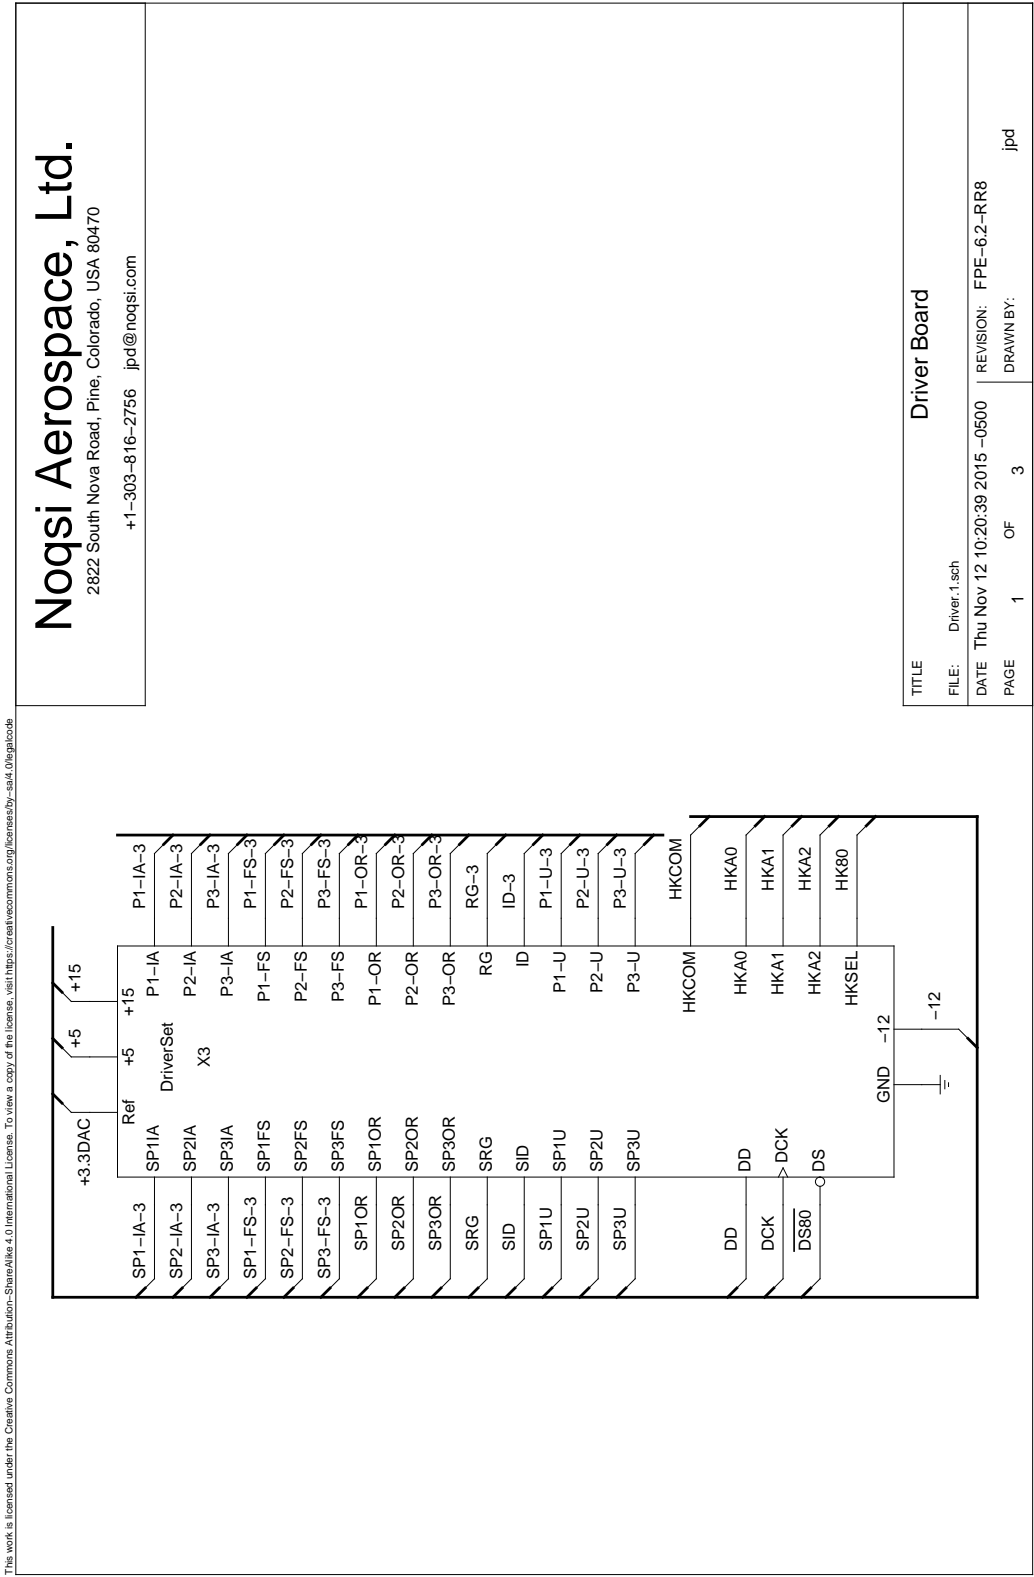 This work is licensed under the Creative Commons Attribution–ShareAlike 4.0 International License. To view a copy of the license, visit https://creativecommons.org/licenses/by–sa/4.0/legalcode
Noqsi Aerospace, Ltd.
2822 South Nova Road, Pine, Colorado, USA 80470
+1–303–816–2756 jpd@noqsi.com
+3.3DAC
+5
+15
Ref
+5
+15
DriverSet
X3
SP1–IA–3 SP1IA P1–IA P1–IA–3
SP2–IA–3 SP2IA P2–IA P2–IA–3
SP3–IA–3 SP3IA P3–IA P3–IA–3
SP1–FS–3 SP1FS P1–FS P1–FS–3
SP2–FS–3 SP2FS P2–FS P2–FS–3
SP3–FS–3 SP3FS P3–FS P3–FS–3
SP1OR SP1OR P1–OR P1–OR–3
SP2OR SP2OR P2–OR P2–OR–3
SP3OR SP3OR P3–OR P3–OR–3
SRG SRG RG RG–3
SID SID ID ID–3
SP1U SP1U P1–U P1–U–3
SP2U SP2U P2–U P2–U–3
SP3U SP3U P3–U P3–U–3
HKCOM HKCOM
DD DD HKA0 HKA0
DCK DCK HKA1 HKA1
DS80 DS HKA2 HKA2
HKSEL HK80
GND –12
–12
TITLE
Driver Board
FILE: Driver.1.sch
DATE Thu Nov 12 10:20:39 2015 –0500 REVISION: FPE–6.2–RR8
PAGE 1 OF 3 DRAWN BY: jpd